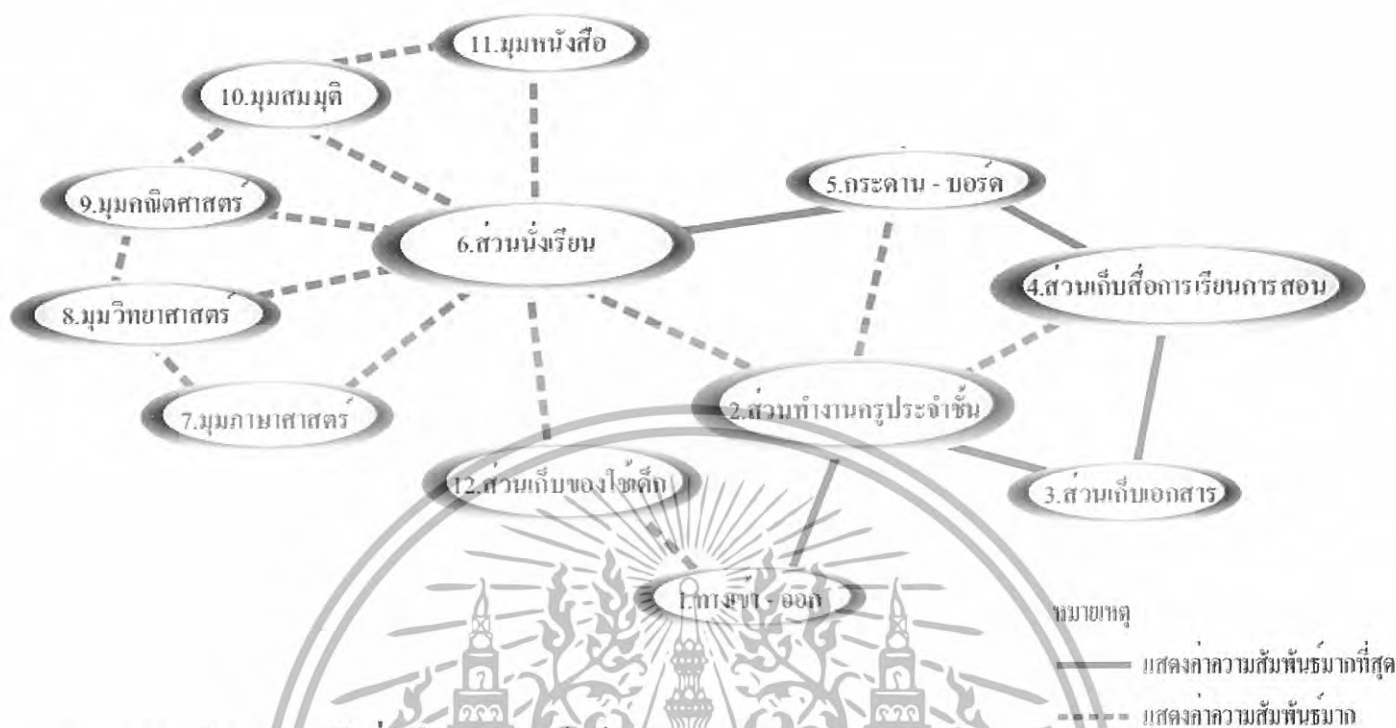 11.มุมหนังสือ
10.มุมสมมุติ
5.กระดาน - บอร์ด
9.มุมคณิตศาสตร์
6.ส่วนนั่งเรียน
4.ส่วนเก็บสื่อการเรียนการสอน
8.มุมวิทยาศาสตร์
2.ส่วนทำงานครูประจำชั้น
7.มุมภาษาศาสตร์
12.ส่วนเก็บของใช้เด็ก
3.ส่วนเก็บเอกสาร
1.ทางเข้า - ออก
หมายเหตุ
แสดงค่าความสัมพันธ์มากที่สุด
แสดงค่าความสัมพันธ์มาก